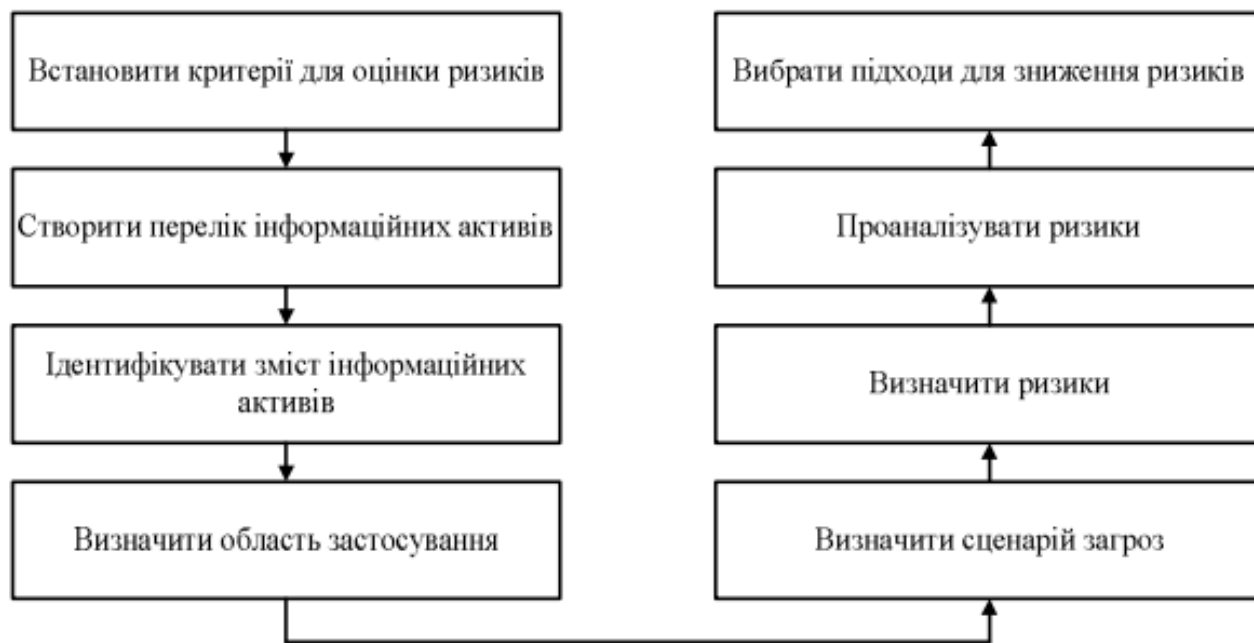 Встановити критерії для оцінки ризиків
Створити перелік інформаційних активів
Ідентифікувати зміст інформаційних
активів
Визначити область застосування
Визначити сценарій загроз
Визначити ризики
Проаналізувати ризики
Вибрати підходи для зниження ризиків